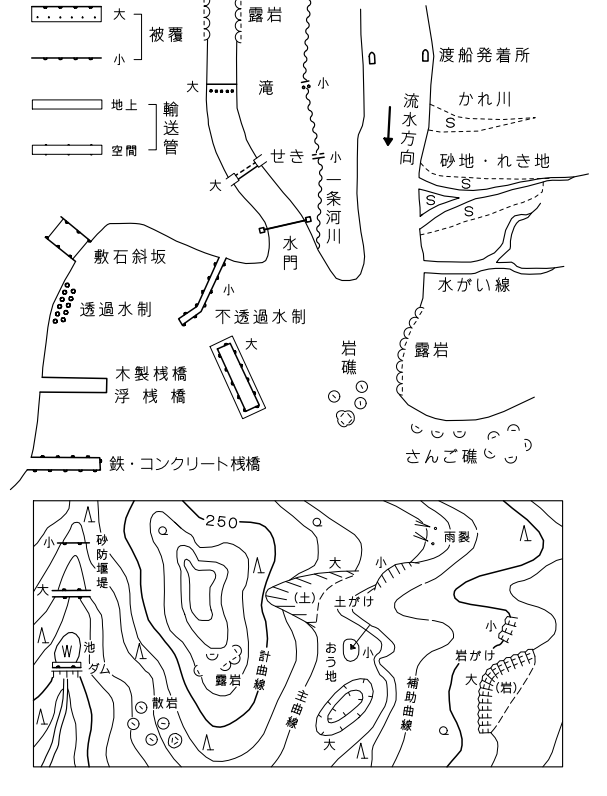 大
小
被覆
地上
空間
輸送管
露岩
大
滝
小
渡船発着所
流水方向
かれ川
S
砂地・れき地
S
S
S
せき
小
大
一条河川
水門
水がい線
敷石斜坂
透過水制
小
不透過水制
大
岩礁
露岩
木製桟橋
浮桟橋
鉄・コンクリート桟橋
さんご礁
250
小
砂防堰堤
大
池
W
ダム
散岩
露岩
計曲線
主曲線
大
小
(土)
土がけ
雨裂
おう地
小
大
補助曲線
小
岩がけ
大
(岩)